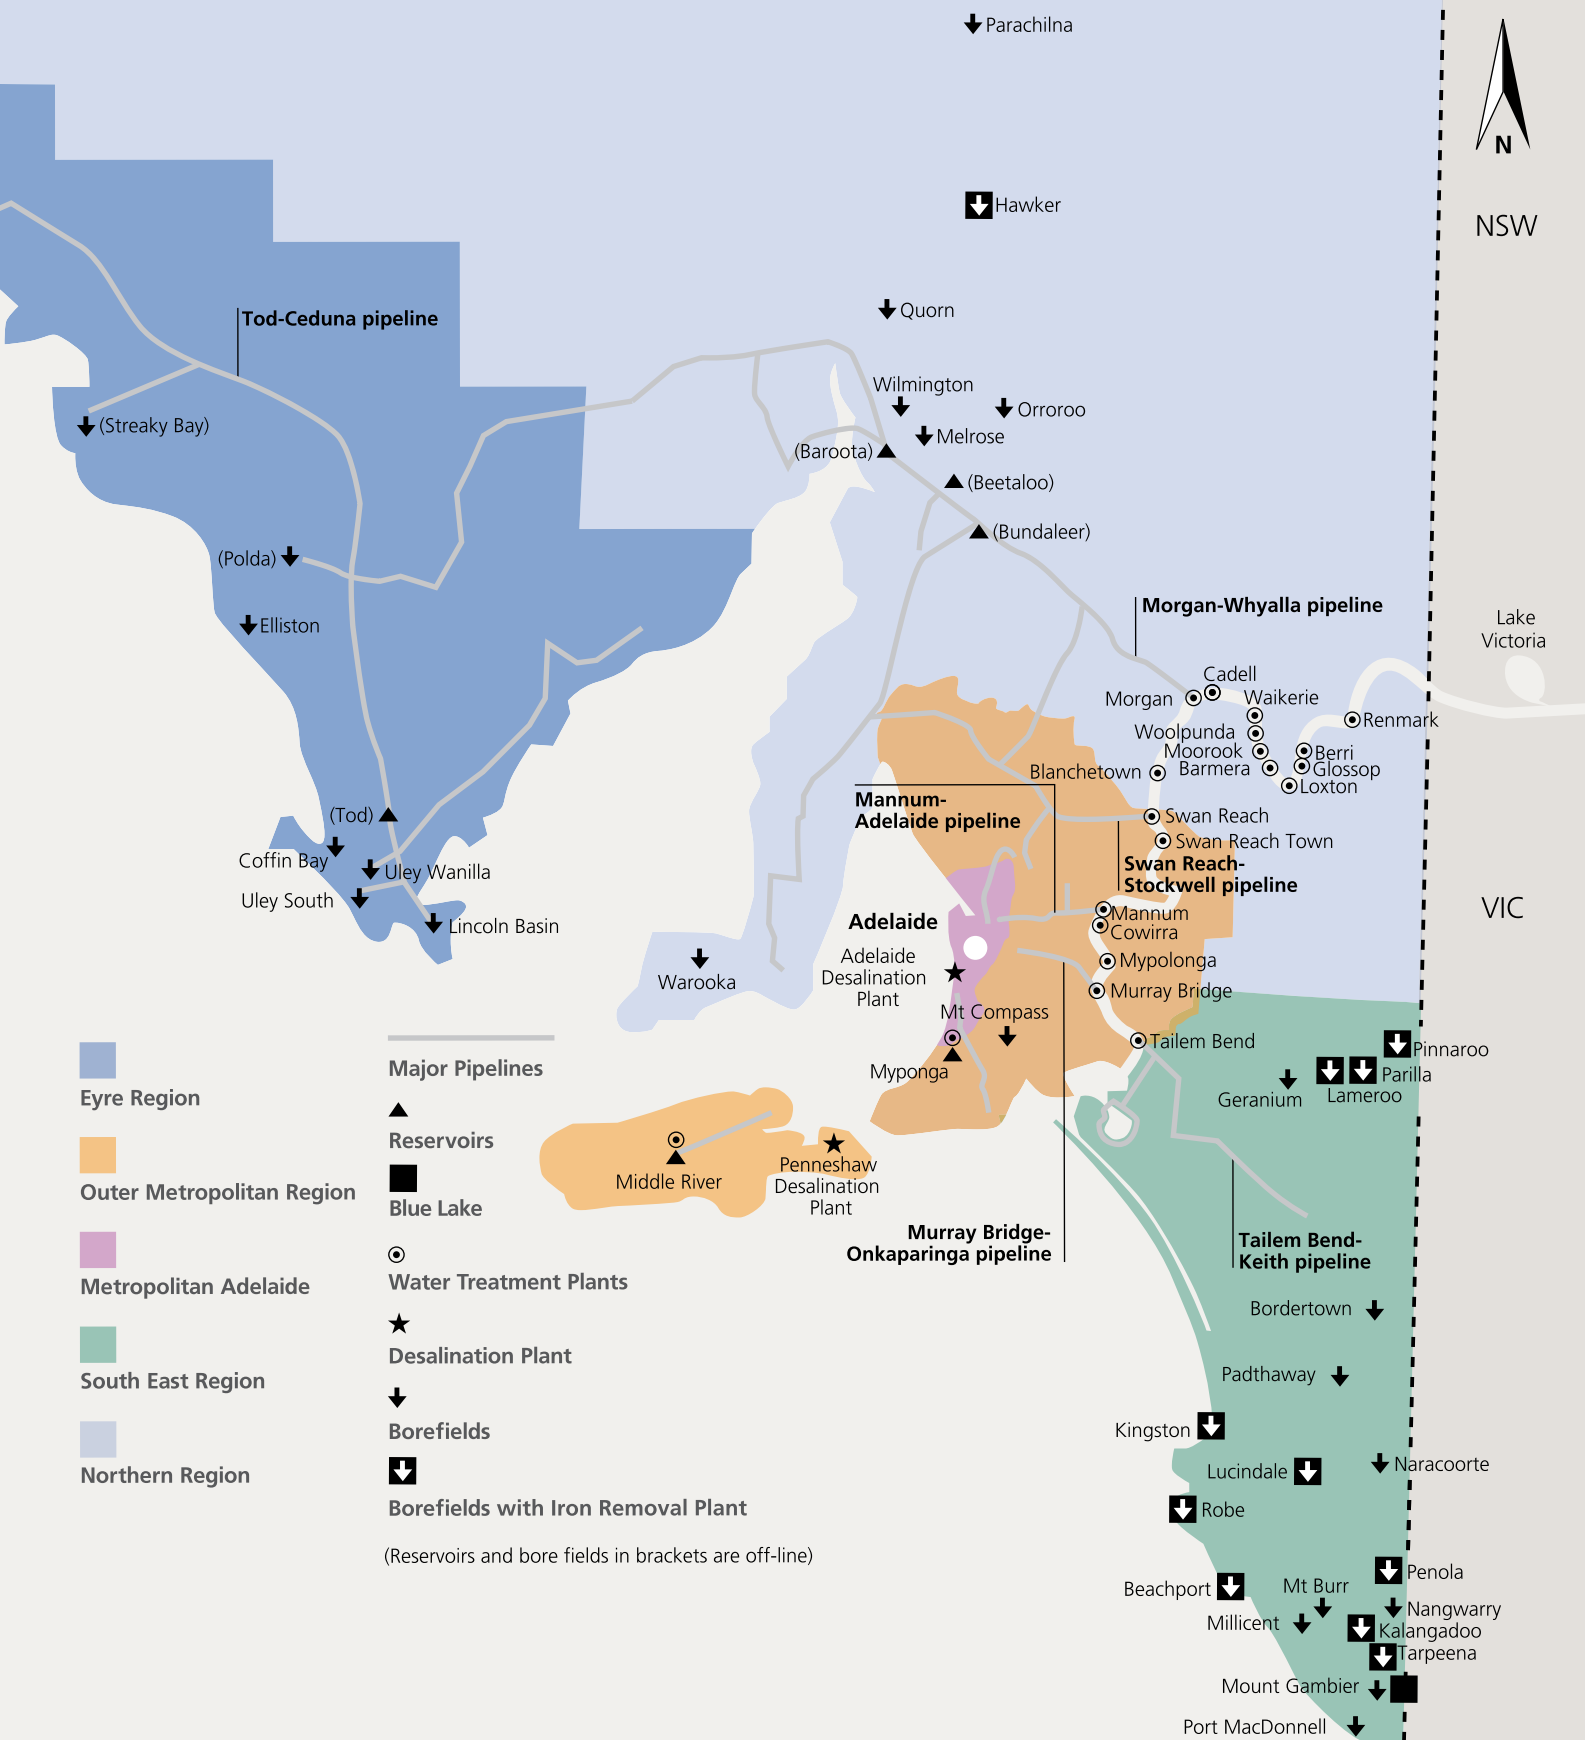 Parachilna
N
NSW
Hawker
Quorn
Tod-Ceduna pipeline
Wilmington
Orroroo
(Streaky Bay)
Melrose
(Baroota)
(Beetaloo)
(Bundaleer)
(Polda)
Morgan-Whyalla pipeline
Elliston
Lake
Victoria
Cadell
Morgan
Waikerie
Renmark
Woolpunda
Moorook
Berri
Barmera
Glossop
Blanchetown
Loxton
Mannum-
Adelaide pipeline
(Tod)
Swan Reach
Swan Reach Town
Coffin Bay
Uley Wanilla
Swan Reach-
Stockwell pipeline
Uley South
Lincoln Basin
VIC
Adelaide
Mannum
Cowirra
Adelaide
Desalination
Plant
Mypolonga
Warooka
Murray Bridge
Mt Compass
Tailem Bend
Myponga
Pinnaroo
Parilla
Lameroo
Geranium
Middle River
Penneshaw
Desalination
Plant
Murray Bridge-
Onkaparinga pipeline
Tailem Bend-
Keith pipeline
Bordertown
Padthaway
Kingston
Lucindale
Naracoorte
Robe
Penola
Beachport
Mt Burr
Nangwarry
Millicent
Kalangadoo
Tarpeena
Mount Gambier
Port MacDonnell
Eyre Region
Outer Metropolitan Region
Metropolitan Adelaide
South East Region
Northern Region
Major Pipelines
Reservoirs
Blue Lake
Water Treatment Plants
Desalination Plant
Borefields
Borefields with Iron Removal Plant
(Reservoirs and bore fields in brackets are off-line)